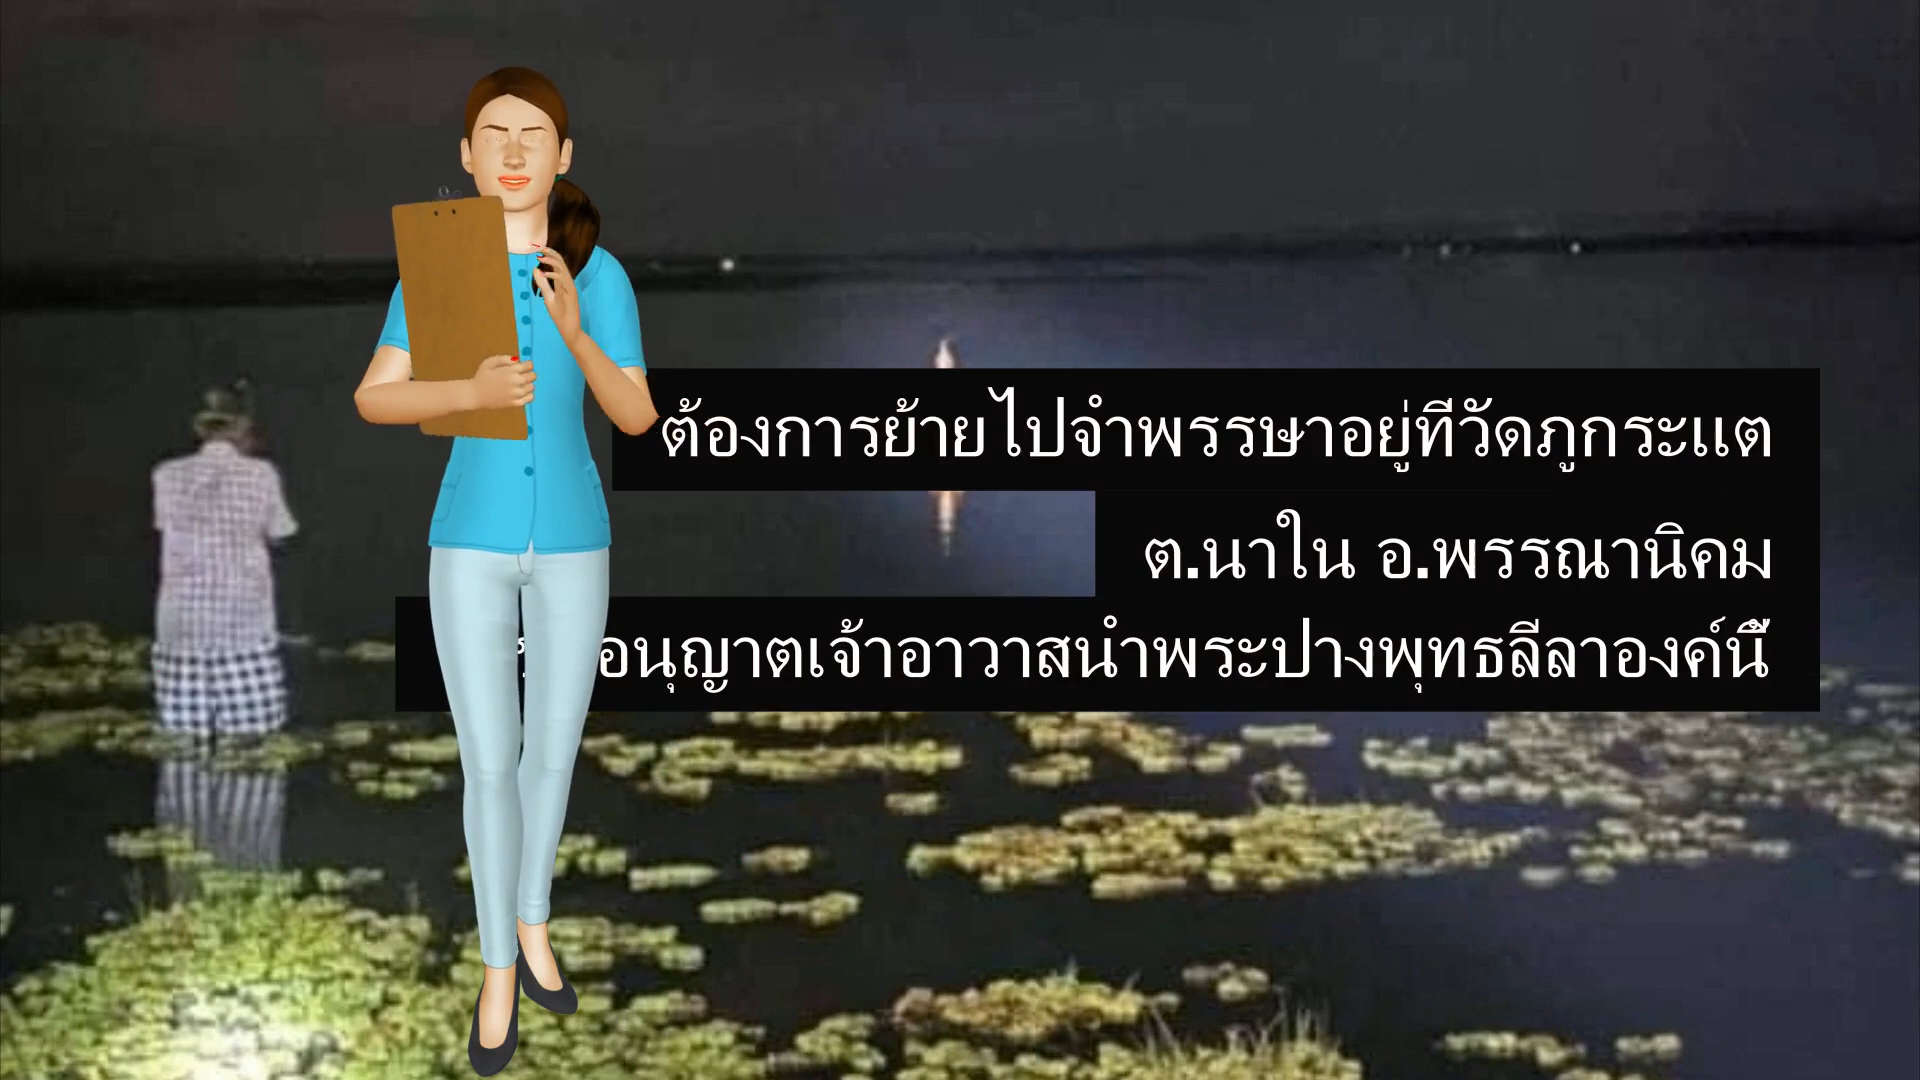 ต้องการย้ายไปจำพรรษาอยู่ที่วัดภูกระแต
ต.นาใน อ.พรรณานิคม
อนุญาตเจ้าอาวาสนำพระปางพุทธลีลาองค์นี้